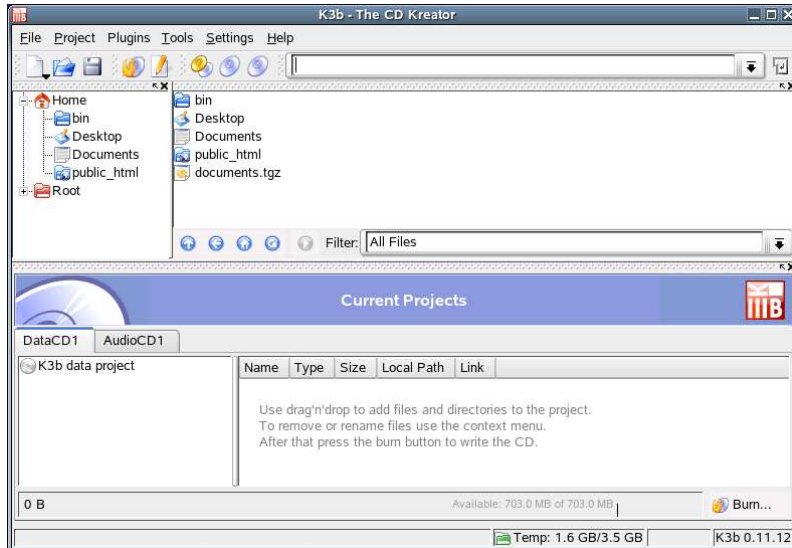 K3b - The CD Kreator
File Project Plugins Tools Settings Help
Home
bin
Desktop
Documents
public_html
Root
bin
Desktop
Documents
public_html
documents.tgz
Filter: All Files
Current Projects
DataCD1 AudioCD1
K3b data project
Name Type Size Local Path Link
Use drag'n'drop to add files and directories to the project.
To remove or rename files use the context menu.
After that press the burn button to write the CD.
0 B Available: 703.0 MB of 703.0 MB Burn...
Temp: 1.6 GB/3.5 GB K3b 0.11.12